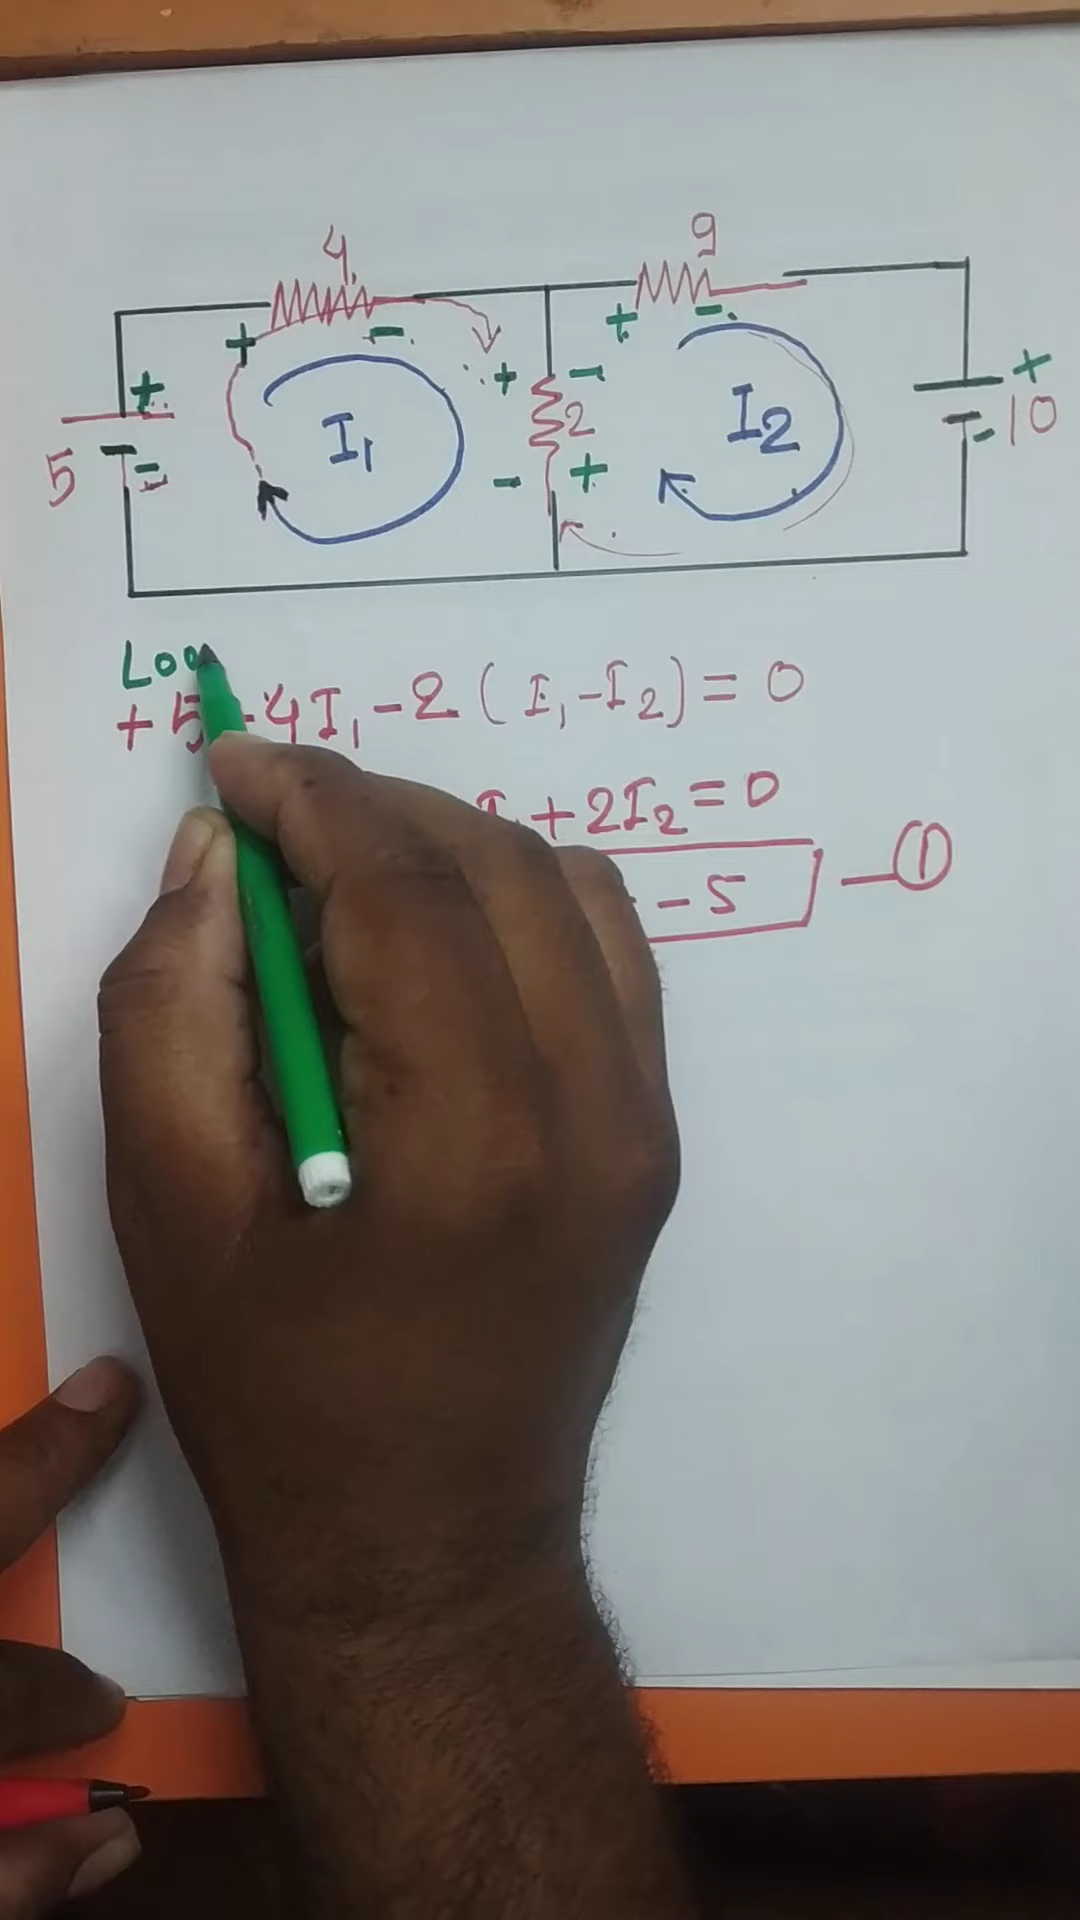 4
9
+ - + -
+ + - +
5 - I₁ 2 I₂ - 10
- +
Loo
+ 5 - 4I₁ - 2 ( I₁ - I₂ ) = 0
+ 2I₂ = 0
- 5 — ①